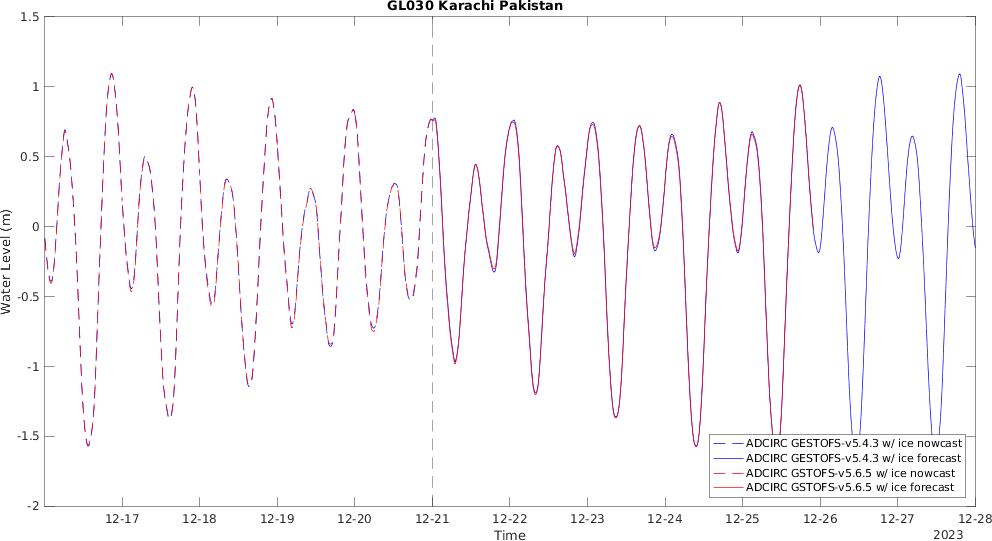 GL030 Karachi Pakistan
1.5
1
0.5
0
-0.5
-1
-1.5
-2
Water Level (m)
12-17 12-18 12-19 12-20 12-21 12-22 12-23 12-24 12-25 12-26 12-27 12-28
Time
2023
ADCIRC GESTOFS-v5.4.3 w/ ice nowcast
ADCIRC GESTOFS-v5.4.3 w/ ice forecast
ADCIRC GSTOFS-v5.6.5 w/ ice nowcast
ADCIRC GSTOFS-v5.6.5 w/ ice forecast